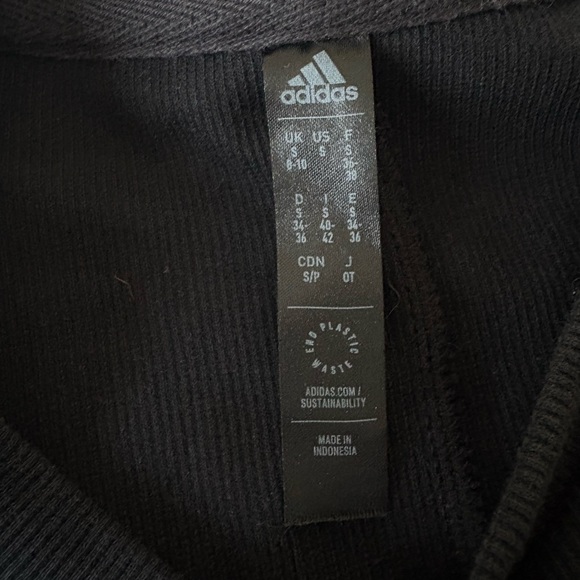 adidas
UK US F
S S S
8-10 36-
38
D I E
S S S
34- 40- 34-
36 42 36
CDN J
S/P OT
END PLASTIC WASTE
ADIDAS.COM/
SUSTAINABILITY
MADE IN
INDONESIA